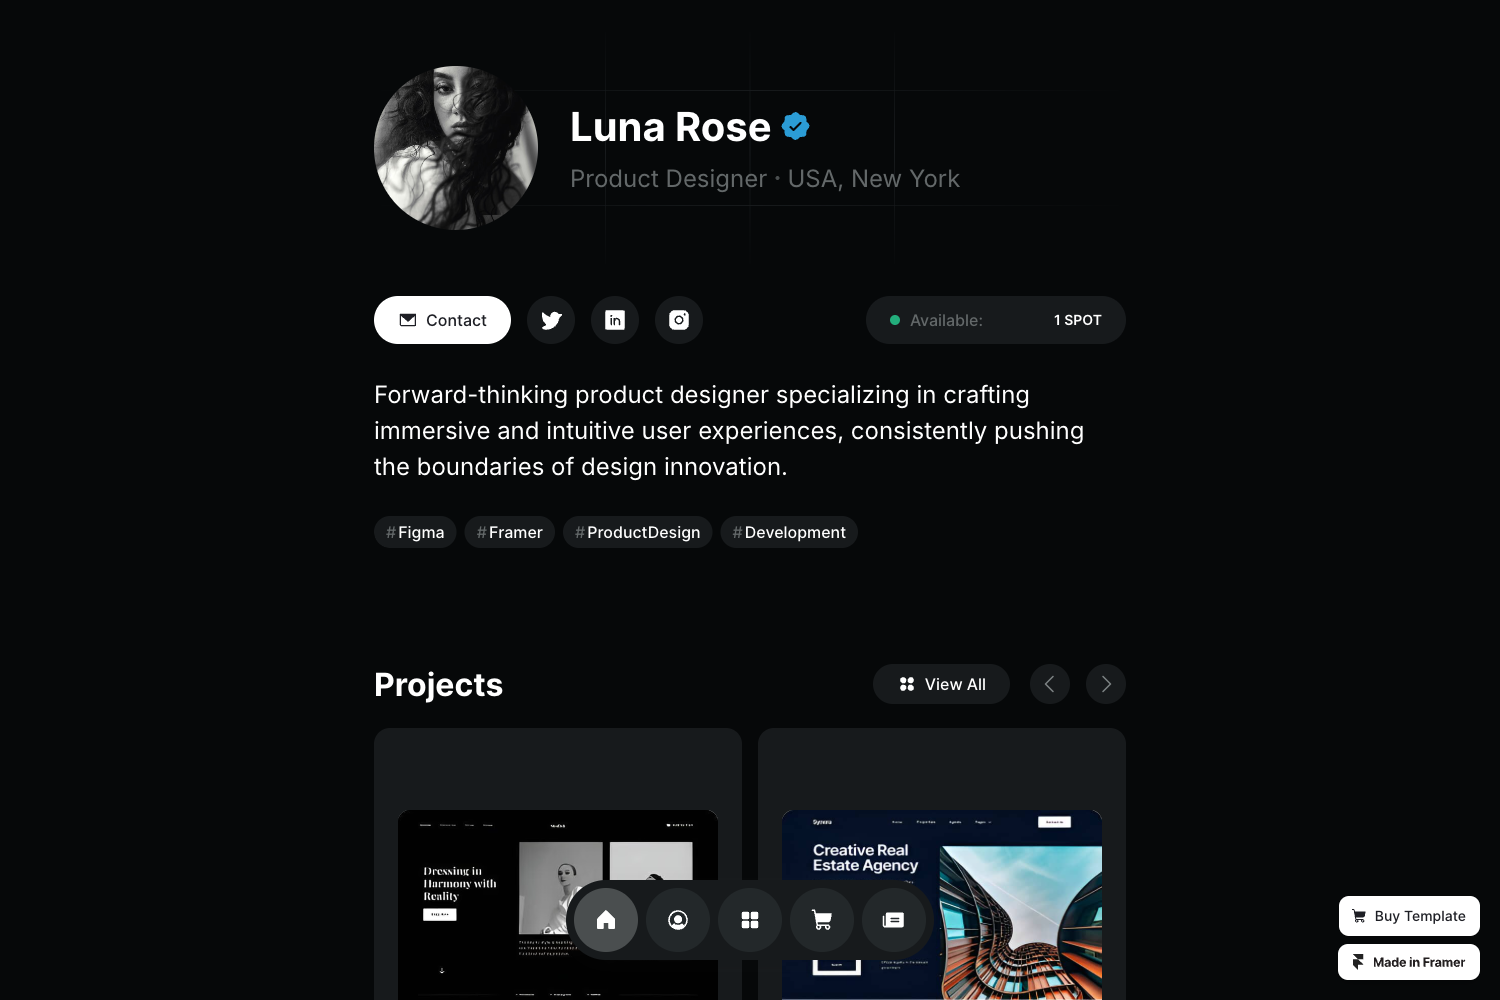 Luna Rose
Product Designer · USA, New York
Contact
Available: 1 SPOT
Forward-thinking product designer specializing in crafting
immersive and intuitive user experiences, consistently pushing
the boundaries of design innovation.
#Figma #Framer #ProductDesign #Development
Projects
View All
Dressing in
Harmony with
Reality
Creative Real
Estate Agency
Buy Template
Made in Framer